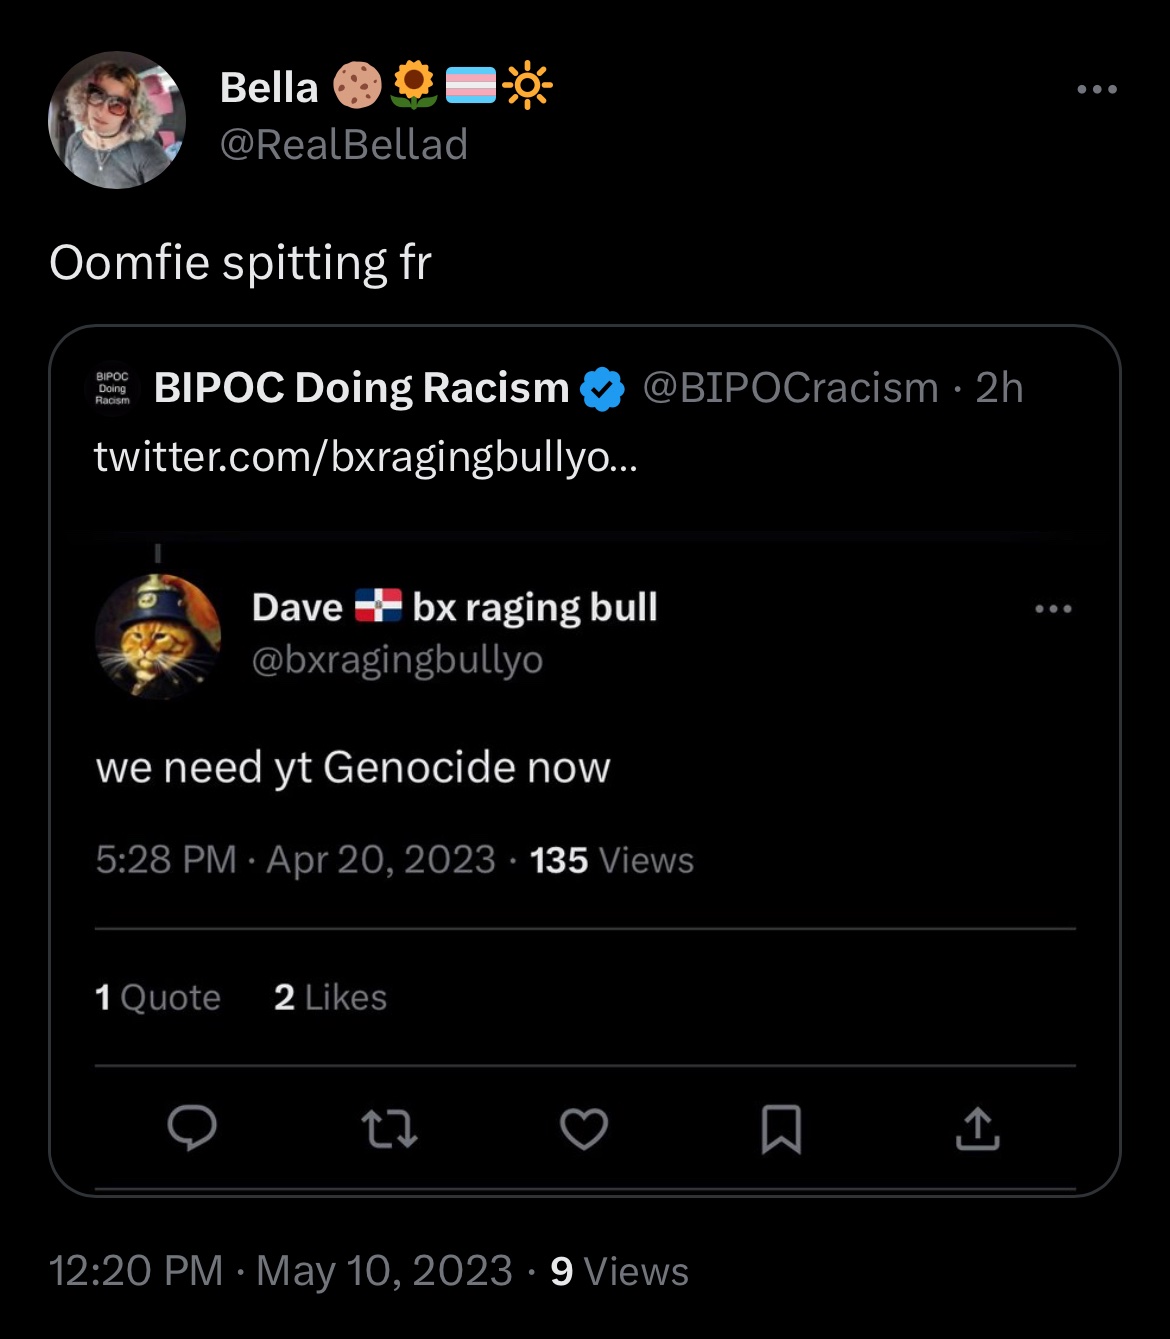 Bella 🍪🌻🏳️‍⚧️🔆
@RealBellad
Oomfie spitting fr
BIPOC
Doing
Racism
BIPOC Doing Racism @BIPOCracism · 2h
twitter.com/bxragingbullyo...
Dave 🇩🇴 bx raging bull
@bxragingbullyo
we need yt Genocide now
5:28 PM · Apr 20, 2023 · 135 Views
1 Quote 2 Likes
12:20 PM · May 10, 2023 · 9 Views